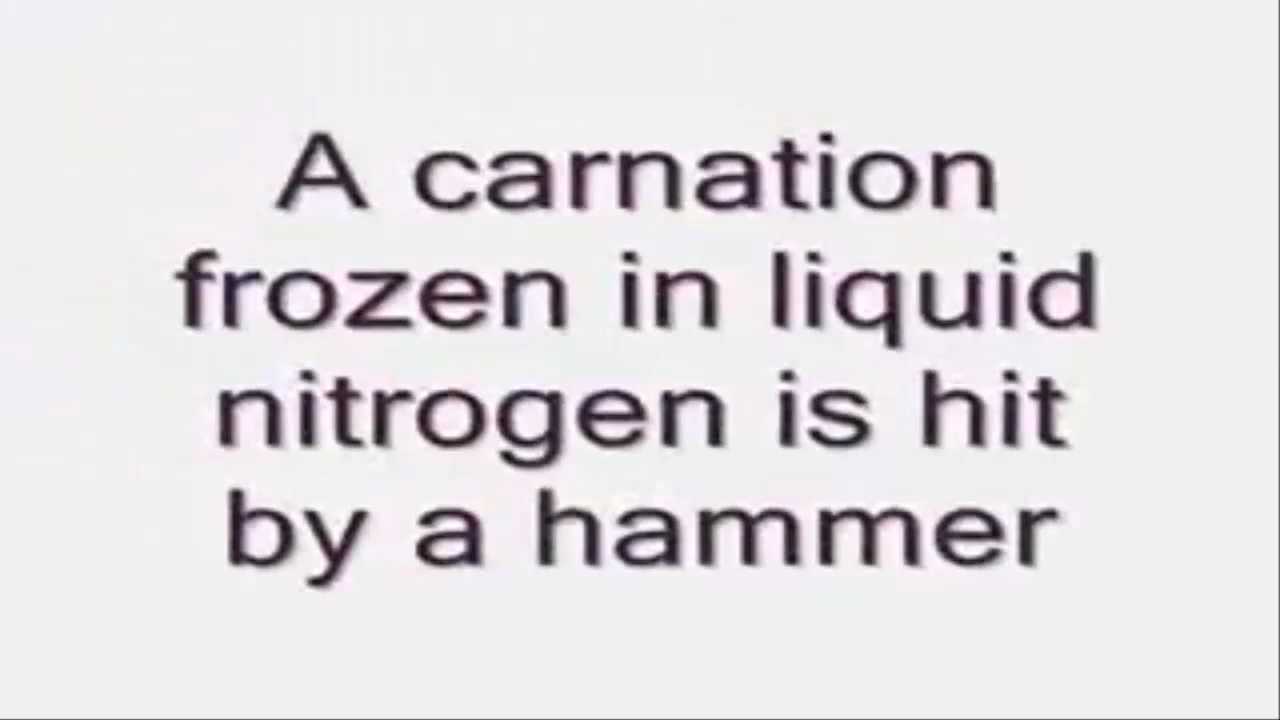 A carnation
frozen in liquid
nitrogen is hit
by a hammer